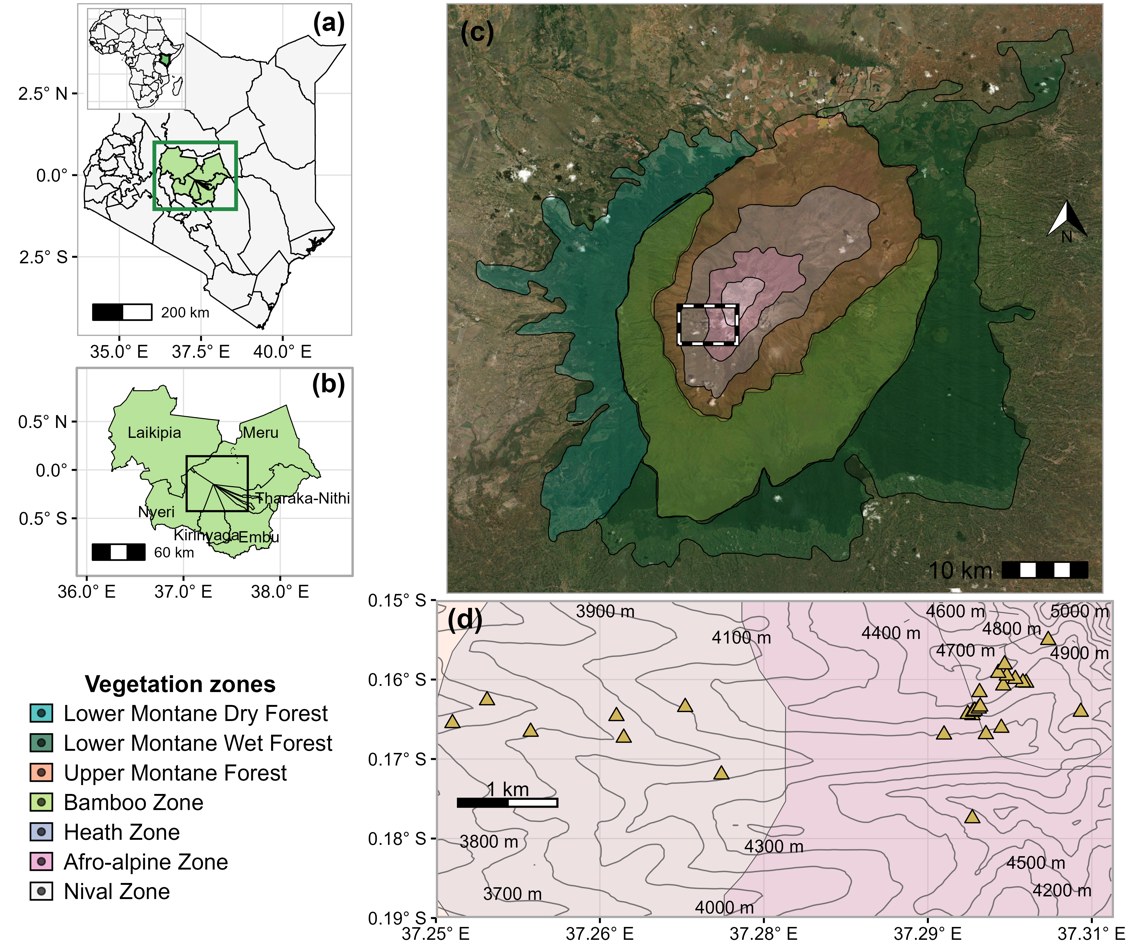 (a)
2.5° N
0.0°
2.5° S
200 km
35.0° E
37.5° E
40.0° E
(b)
0.5° N
0.0°
0.5° S
Laikipia
Meru
Tharaka-Nithi
Nyeri
Kirinyaga
Embu
60 km
36.0° E
37.0° E
38.0° E
(c)
N
10 km
Vegetation zones
Lower Montane Dry Forest
Lower Montane Wet Forest
Upper Montane Forest
Bamboo Zone
Heath Zone
Afro-alpine Zone
Nival Zone
(d)
0.15° S
0.16° S
0.17° S
0.18° S
0.19° S
3900 m
4100 m
4400 m
4600 m
4700 m
4800 m
5000 m
4900 m
1 km
3800 m
3700 m
4300 m
4000 m
4500 m
4200 m
37.25° E
37.26° E
37.28° E
37.29° E
37.31° E